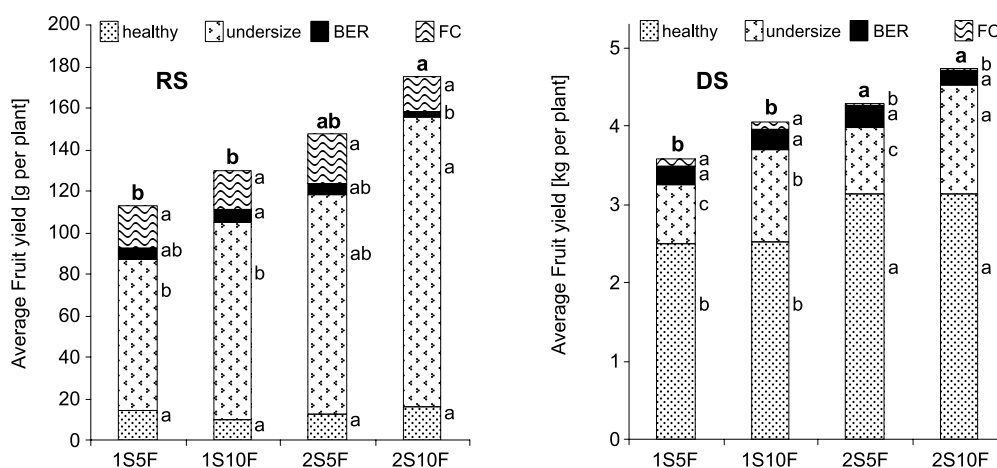 200
180
160
140
120
100
80
60
40
20
0
Average Fruit yield [g per plant]
healthy undersize BER FC
RS
b
a
ab
b
1S5F
a
b
a
a
b
a
1S10F
ab
a
ab
ab
a
2S5F
a
a
b
a
a
2S10F
5
4
3
2
1
0
Average Fruit yield [kg per plant]
healthy undersize BER FC
DS
b
a
a
c
b
1S5F
b
a
a
b
b
1S10F
a
b
a
c
a
2S5F
a
b
a
a
a
2S10F